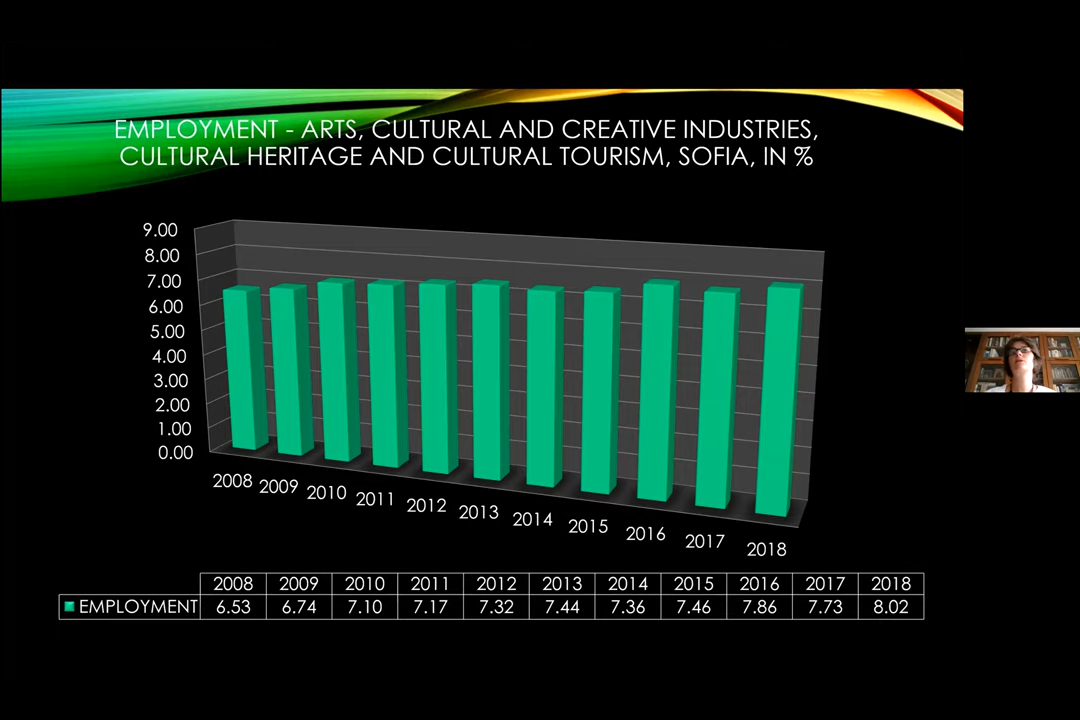 EMPLOYMENT - ARTS, CULTURAL AND CREATIVE INDUSTRIES,
CULTURAL HERITAGE AND CULTURAL TOURISM, SOFIA, IN %
9.00
8.00
7.00
6.00
5.00
4.00
3.00
2.00
1.00
0.00
2008 2009 2010 2011 2012 2013 2014 2015 2016 2017 2018
2008 2009 2010 2011 2012 2013 2014 2015 2016 2017 2018
EMPLOYMENT 6.53 6.74 7.10 7.17 7.32 7.44 7.36 7.46 7.86 7.73 8.02